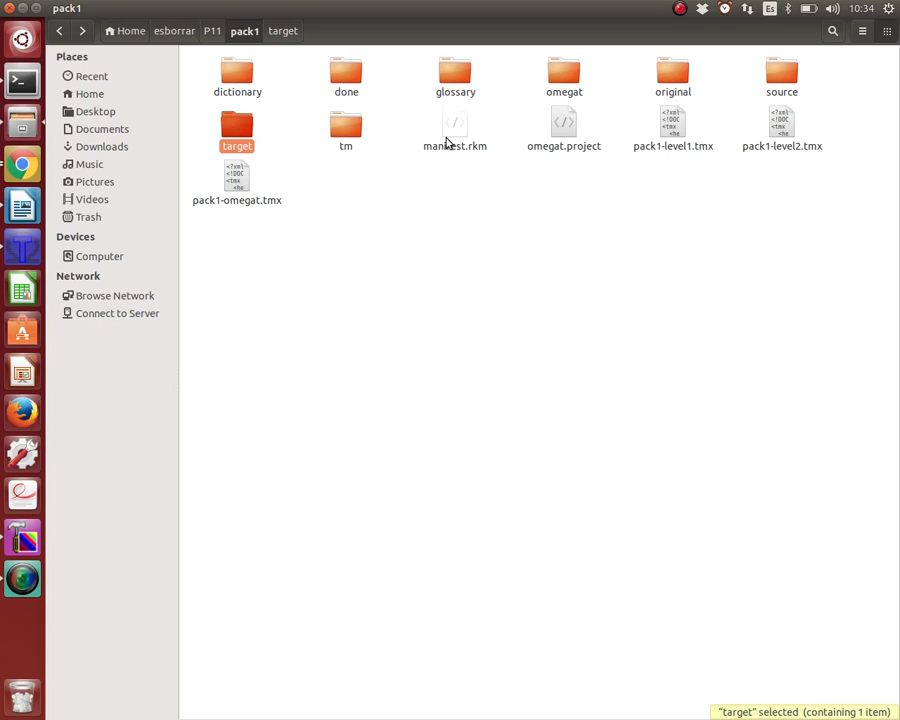 pack1
Es
10:34
Home esborrar P11 pack1 target
Places
Recent
Home
Desktop
Documents
Downloads
Music
Pictures
Videos
Trash
Devices
Computer
Network
Browse Network
Connect to Server
dictionary done glossary omegat original source
target tm omegat.project pack1-level1.tmx pack1-level2.tmx
pack1-omegat.tmx
"target" selected (containing 1 item)